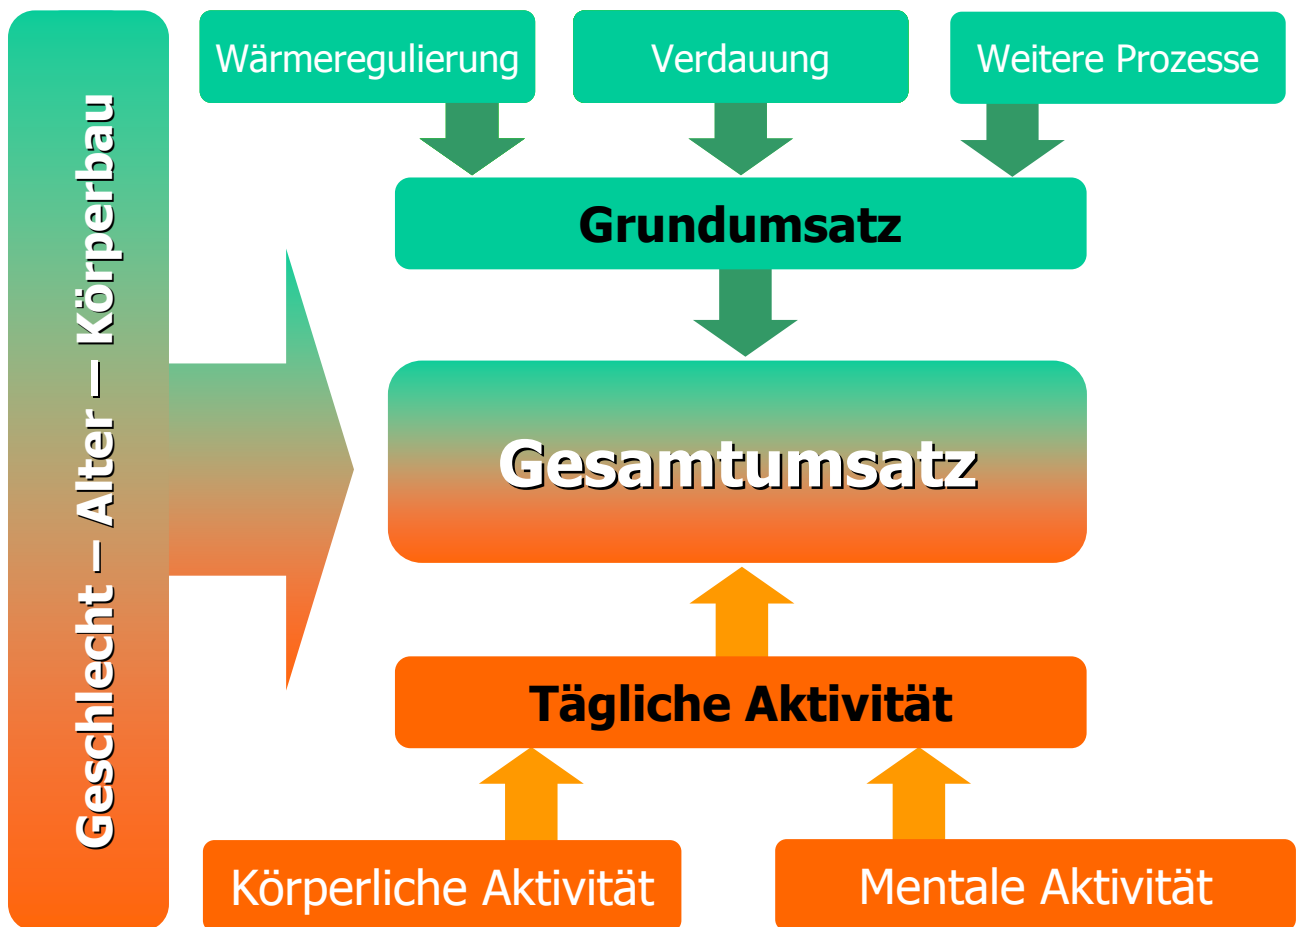 Geschlecht – Alter – Körperbau
Wärmeregulierung
Verdauung
Weitere Prozesse
Grundumsatz
Gesamtumsatz
Tägliche Aktivität
Körperliche Aktivität
Mentale Aktivität